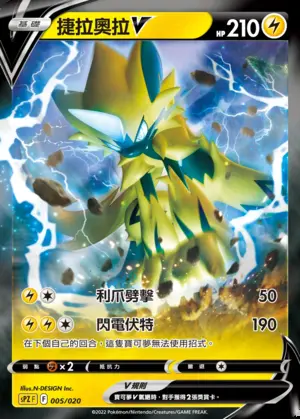 基礎 捷拉奧拉V HP210
利爪劈擊 50
閃電伏特 190
在下個自己的回合,這隻寶可夢無法使用招式。
弱點 ×2 抵抗力 撤退
V規則
寶可夢V【氣絕】時,對手獲得2張獎賞卡。
Illus.N-DESIGN Inc.
sPZ F F 005/020
©2022 Pokémon/Nintendo/Creatures/GAME FREAK.